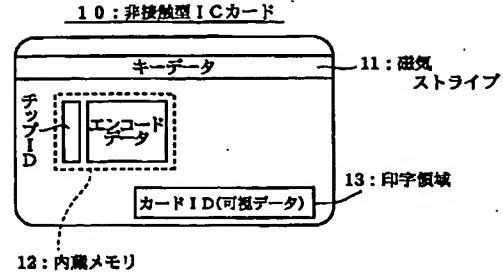 10:非接触型ICカード
キーデータ
11:磁気
ストライプ
チップID
エンコード
データ
カードID(可視データ)
13:印字領域
12:内蔵メモリ